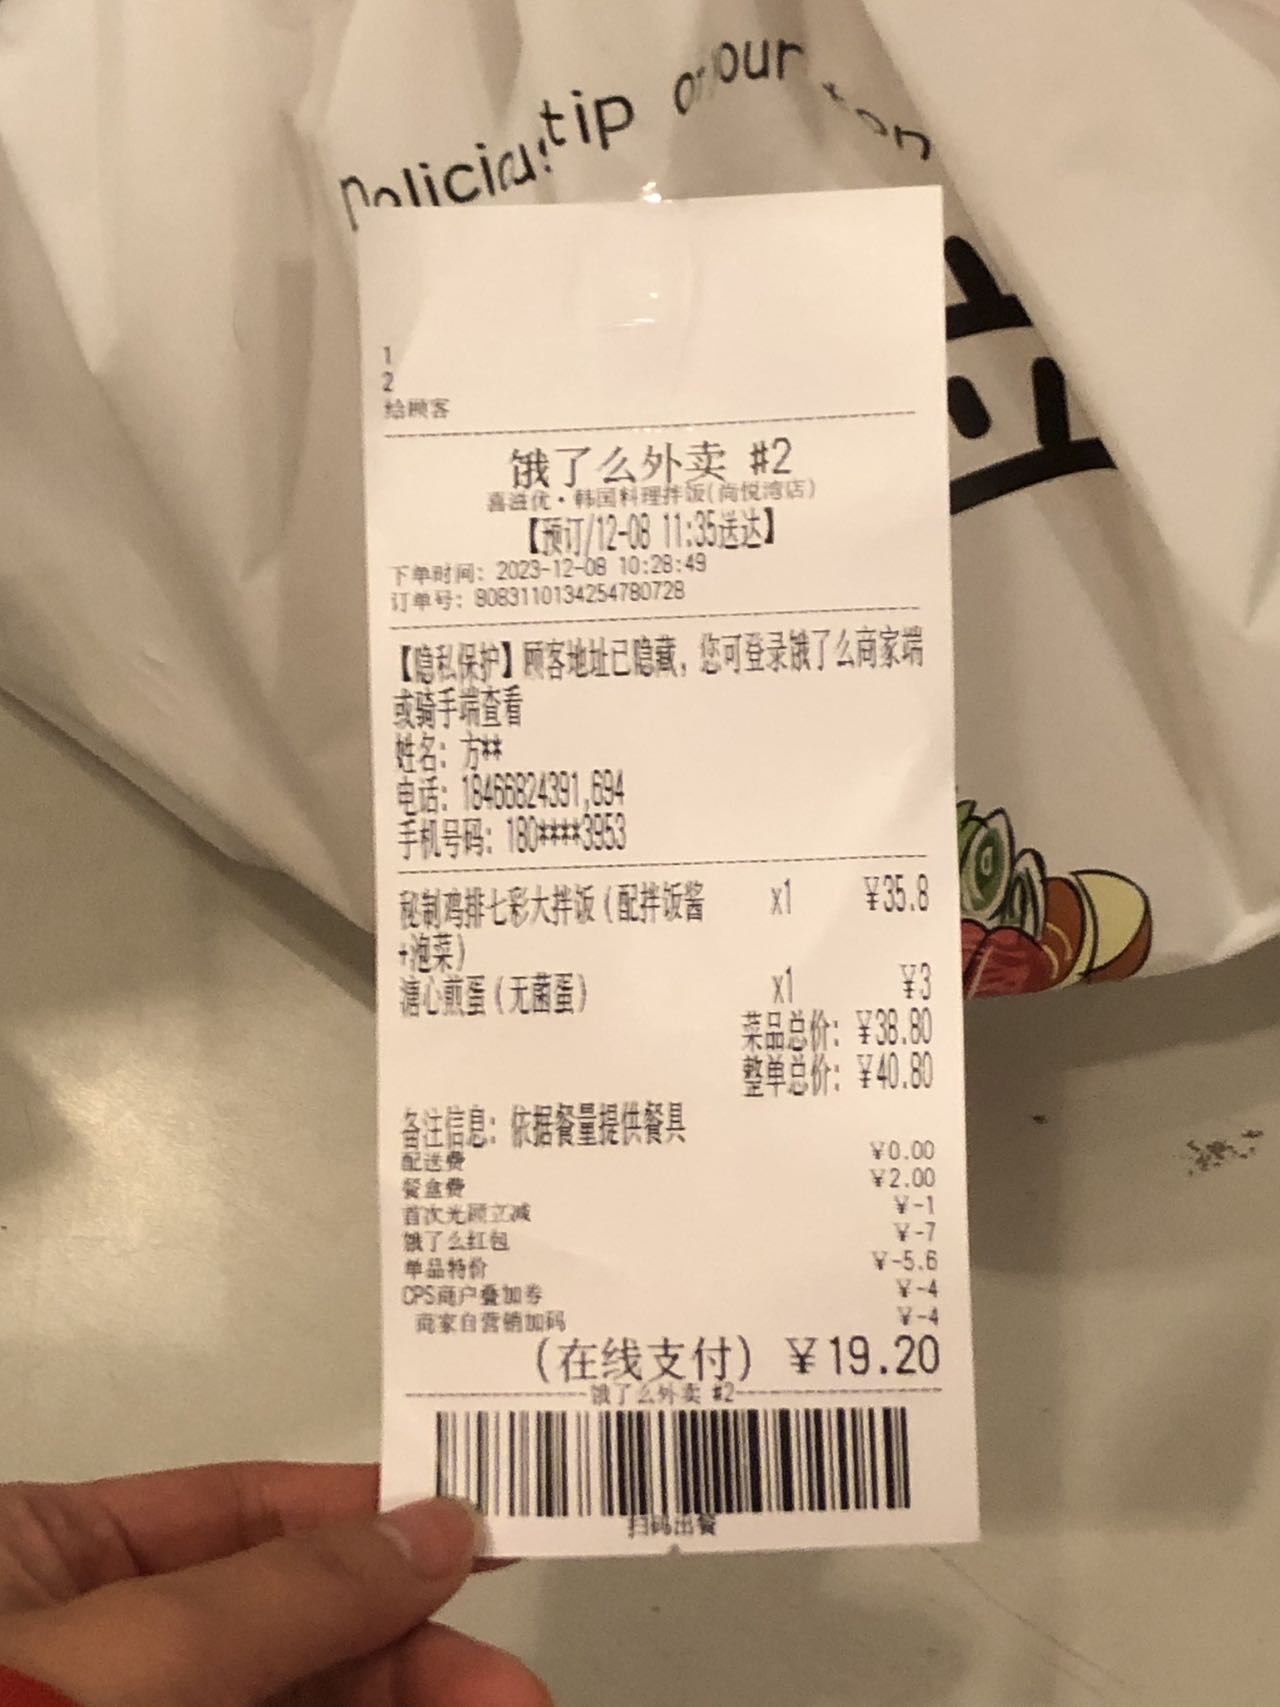 Delicial tip of your
1
2
给顾客
饿了么外卖 #2
喜滋优·韩国料理拌饭(尚悦湾店)
【预订/12-08 11:35送达】
下单时间: 2023-12-08 10:28:49
订单号: 8083110134254780728
【隐私保护】顾客地址已隐藏, 您可登录饿了么商家端
或骑手端查看
姓名: 方**
电话: 18466824391,694
手机号码: 180****3953
秘制鸡排七彩大拌饭(配拌饭酱 x1 ¥35.8
+泡菜)
溏心煎蛋(无菌蛋) x1 ¥3
菜品总价: ¥38.80
整单总价: ¥40.80
备注信息: 依据餐量提供餐具
配送费 ¥0.00
餐盒费 ¥2.00
首次光顾立减 ¥-1
饿了么红包 ¥-7
单品特价 ¥-5.6
CPS商户叠加券 ¥-4
商家自营销加码 ¥-4
(在线支付) ¥19.20
饿了么外卖 #2
扫码出餐